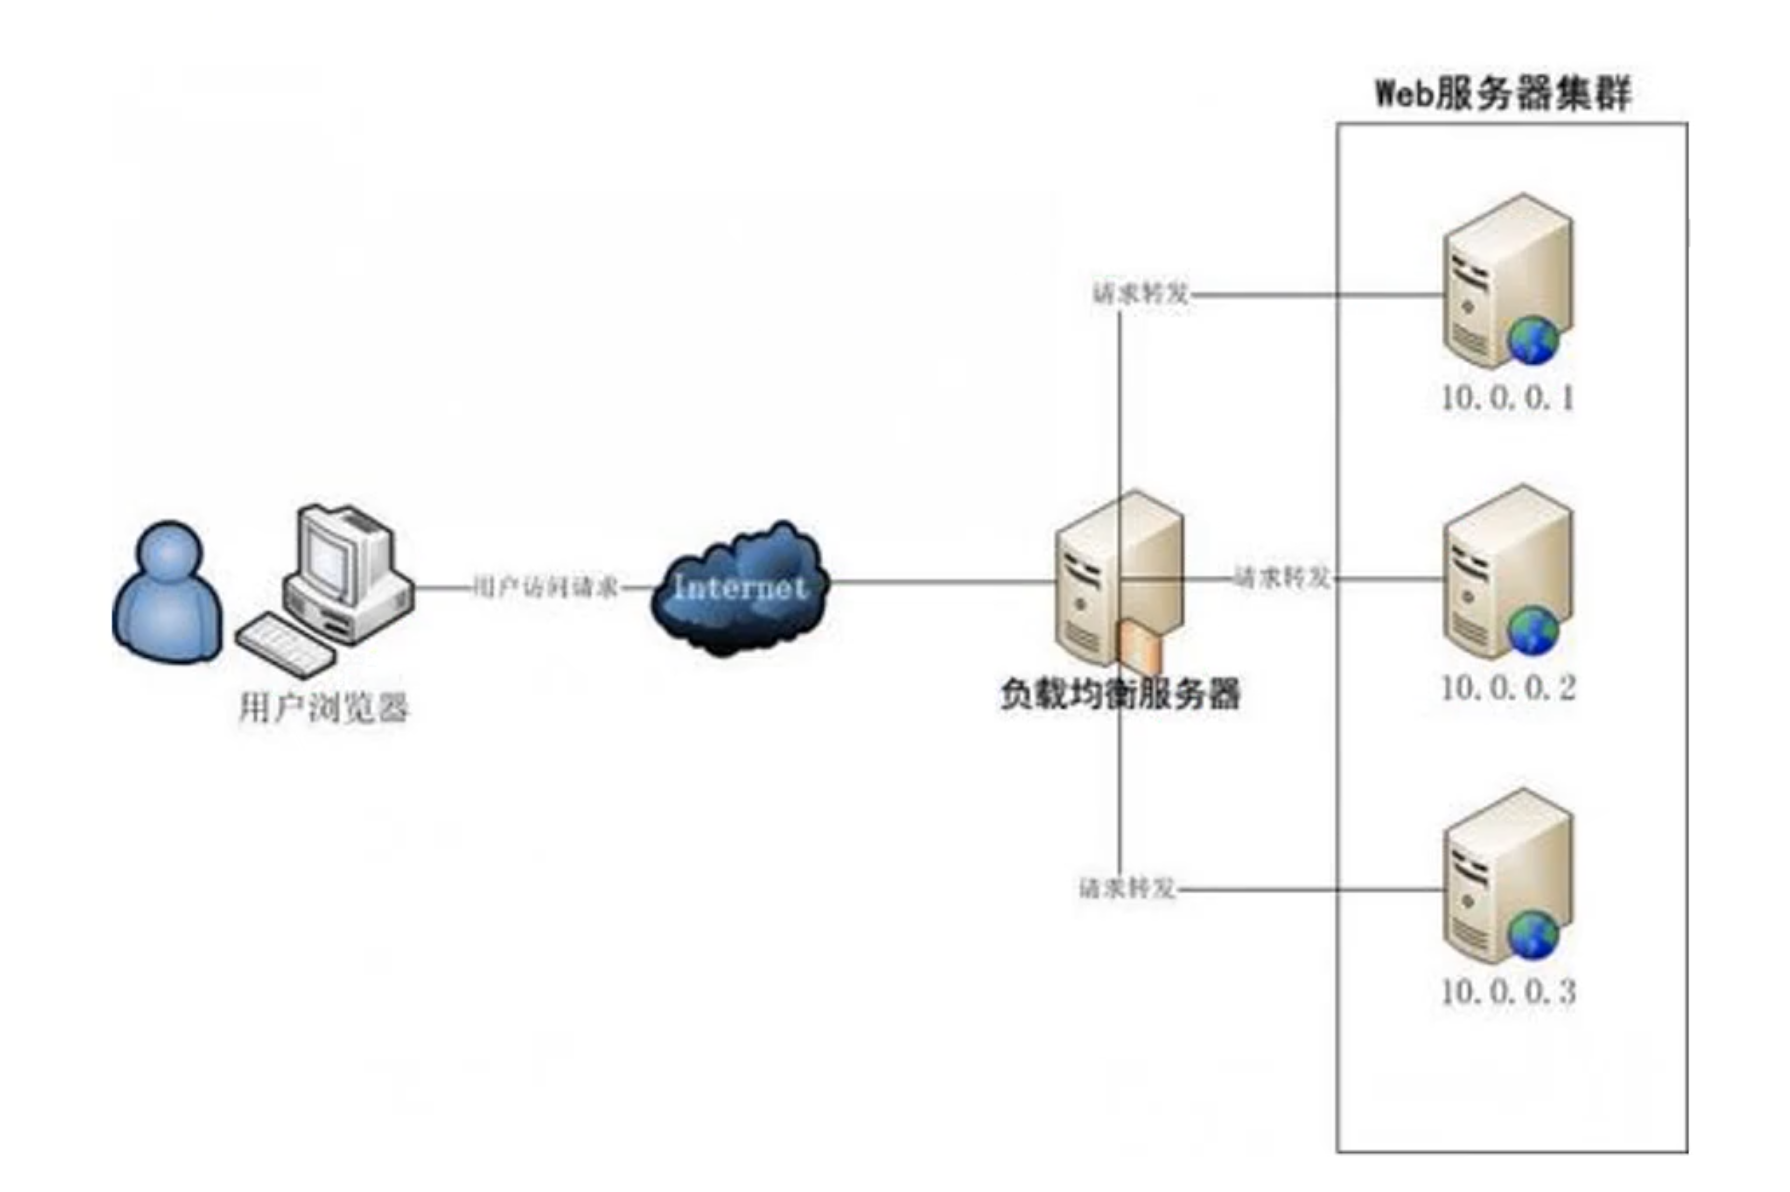 Web服务器集群
请求转发
10.0.0.1
用户访问请求
Internet
请求转发
10.0.0.2
用户浏览器
负载均衡服务器
请求转发
10.0.0.3